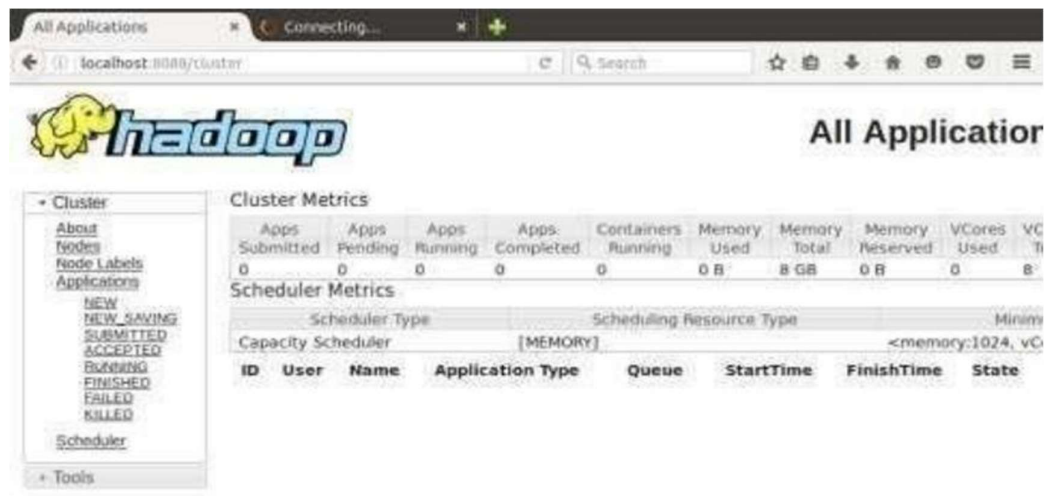 All Applications
Connecting...
localhost:8088/cluster
Search
hadoop
All Application
Cluster
About
Nodes
Node Labels
Applications
NEW
NEW_SAVING
SUBMITTED
ACCEPTED
RUNNING
FINISHED
FAILED
KILLED
Scheduler
Tools
Cluster Metrics
Apps Submitted Apps Pending Apps Running Apps Completed Containers Running Memory Used Memory Total Memory Reserved VCores Used VC
0 0 0 0 0 0 B 8 GB 0 B 0 8
Scheduler Metrics
Scheduler Type Scheduling Resource Type Minim
Capacity Scheduler [MEMORY] <memory:1024, vC
ID User Name Application Type Queue StartTime FinishTime State